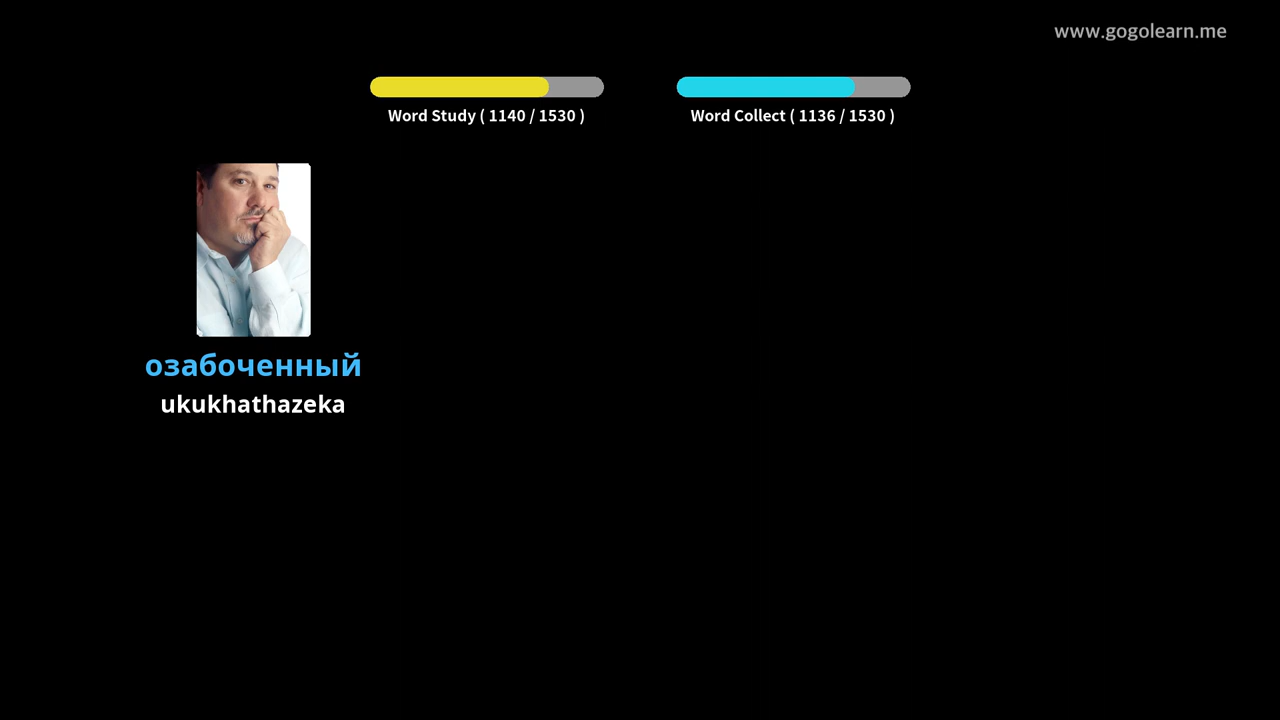 www.gogolearn.me
Word Study ( 1140 / 1530 )
Word Collect ( 1136 / 1530 )
озабоченный
ukukhathazeka